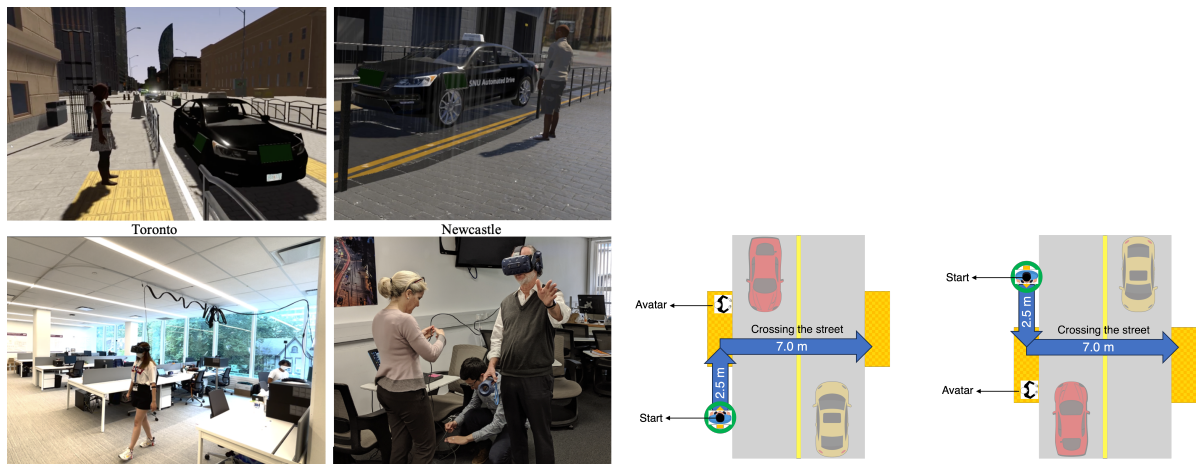 SNU Automated Drive
Toronto
Newcastle
Avatar
Crossing the street
7.0 m
2.5 m
Start
Start
2.5 m
Crossing the street
7.0 m
Avatar